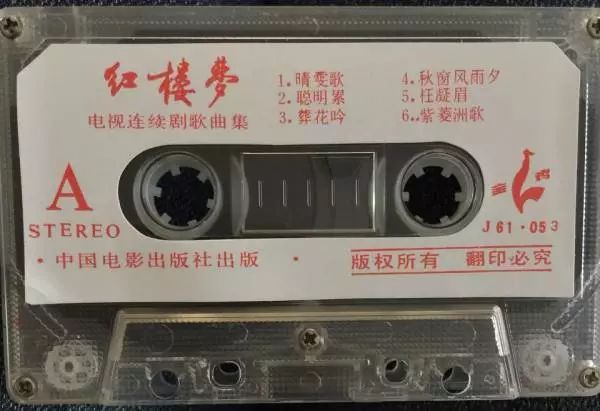 红楼梦
电视连续剧歌曲集
1.晴雯歌
2.聪明累
3.葬花吟
4.秋窗风雨夕
5.任凝眉
6..紫菱洲歌
A
STEREO
J61·053
·中国电影出版社出版·
版权所有 翻印必究